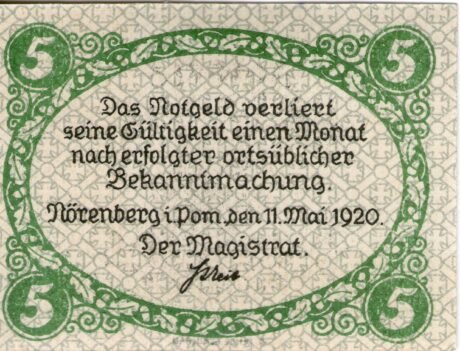 5 5
Das Notgeld verliert
seine Gültigkeit einen Monat
nach erfolgter ortsüblicher
Bekanntmachung.
Nörenberg i. Pom., den 11. Mai 1920.
Der Magistrat.
5 5